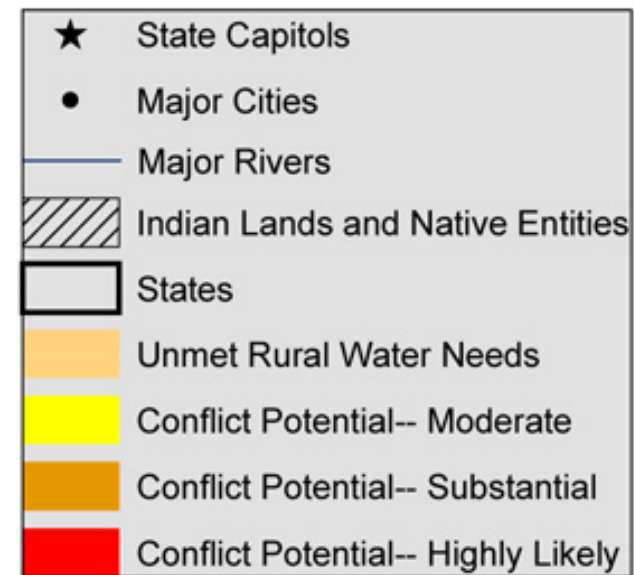 State Capitols
Major Cities
Major Rivers
Indian Lands and Native Entities
States
Unmet Rural Water Needs
Conflict Potential-- Moderate
Conflict Potential-- Substantial
Conflict Potential-- Highly Likely